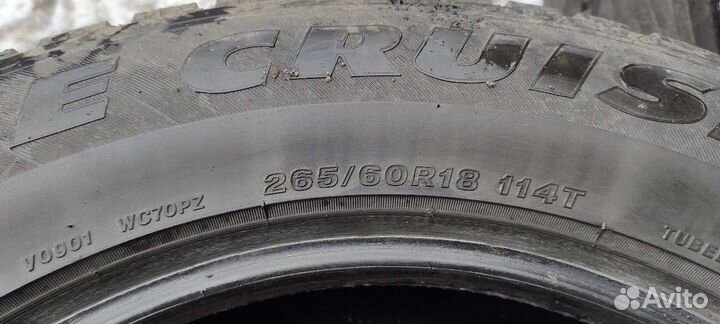 E CRUIS
265/60R18 114T
V0901 WC70PZ
TUBE
Avito